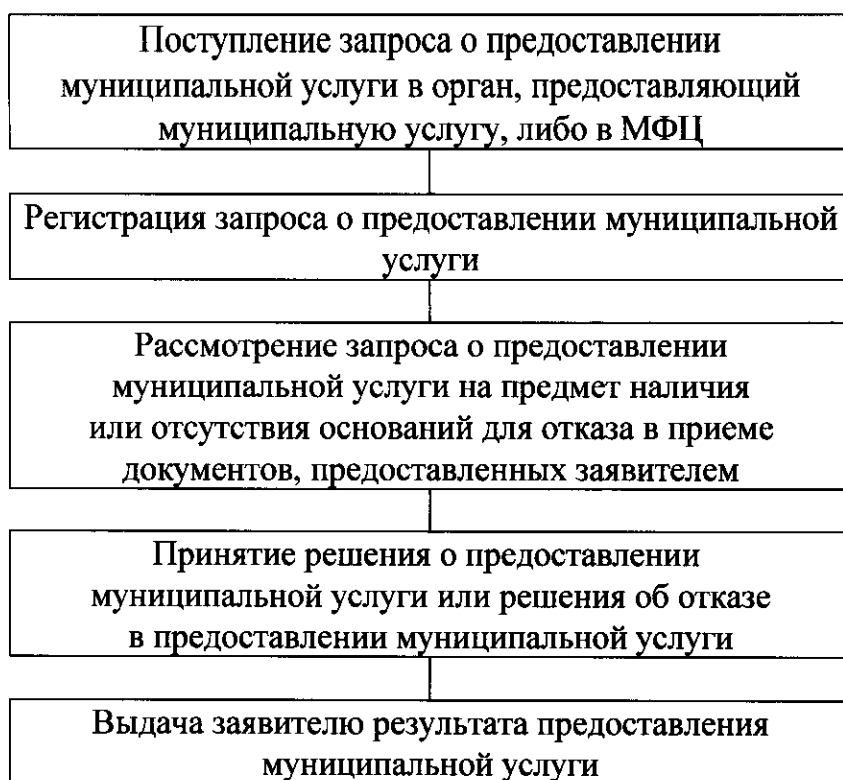 Поступление запроса о предоставлении
муниципальной услуги в орган, предоставляющий
муниципальную услугу, либо в МФЦ
Регистрация запроса о предоставлении муниципальной
услуги
Рассмотрение запроса о предоставлении
муниципальной услуги на предмет наличия
или отсутствия оснований для отказа в приеме
документов, предоставленных заявителем
Принятие решения о предоставлении
муниципальной услуги или решения об отказе
в предоставлении муниципальной услуги
Выдача заявителю результата предоставления
муниципальной услуги